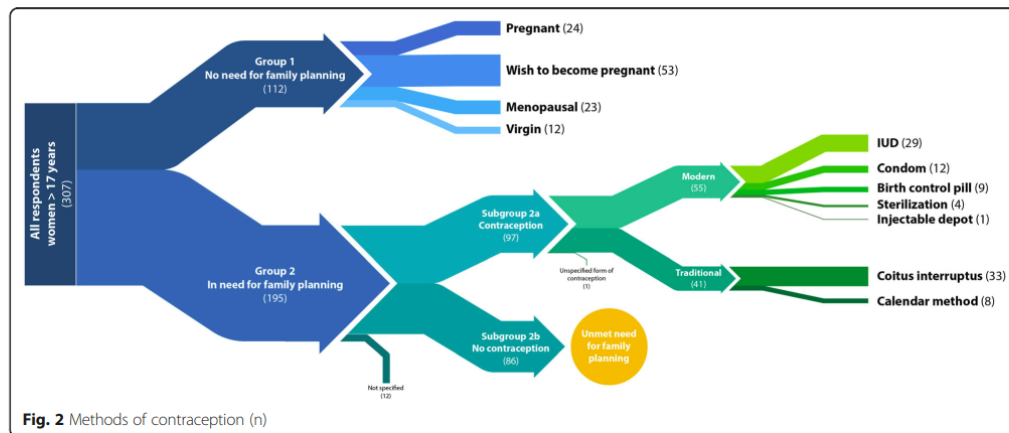 All respondents
women > 17 years
(307)
Group 1
No need for family planning
(112)
Pregnant (24)
Wish to become pregnant (53)
Menopausal (23)
Virgin (12)
Group 2
In need for family planning
(195)
Not specified
(12)
Subgroup 2a
Contraception
(97)
Subgroup 2b
No contraception
(86)
Unmet need
for family
planning
Unspecified form of
contraception
(1)
Modern
(55)
IUD (29)
Condom (12)
Birth control pill (9)
Sterilization (4)
Injectable depot (1)
Traditional
(41)
Coitus interruptus (33)
Calendar method (8)
Fig. 2 Methods of contraception (n)